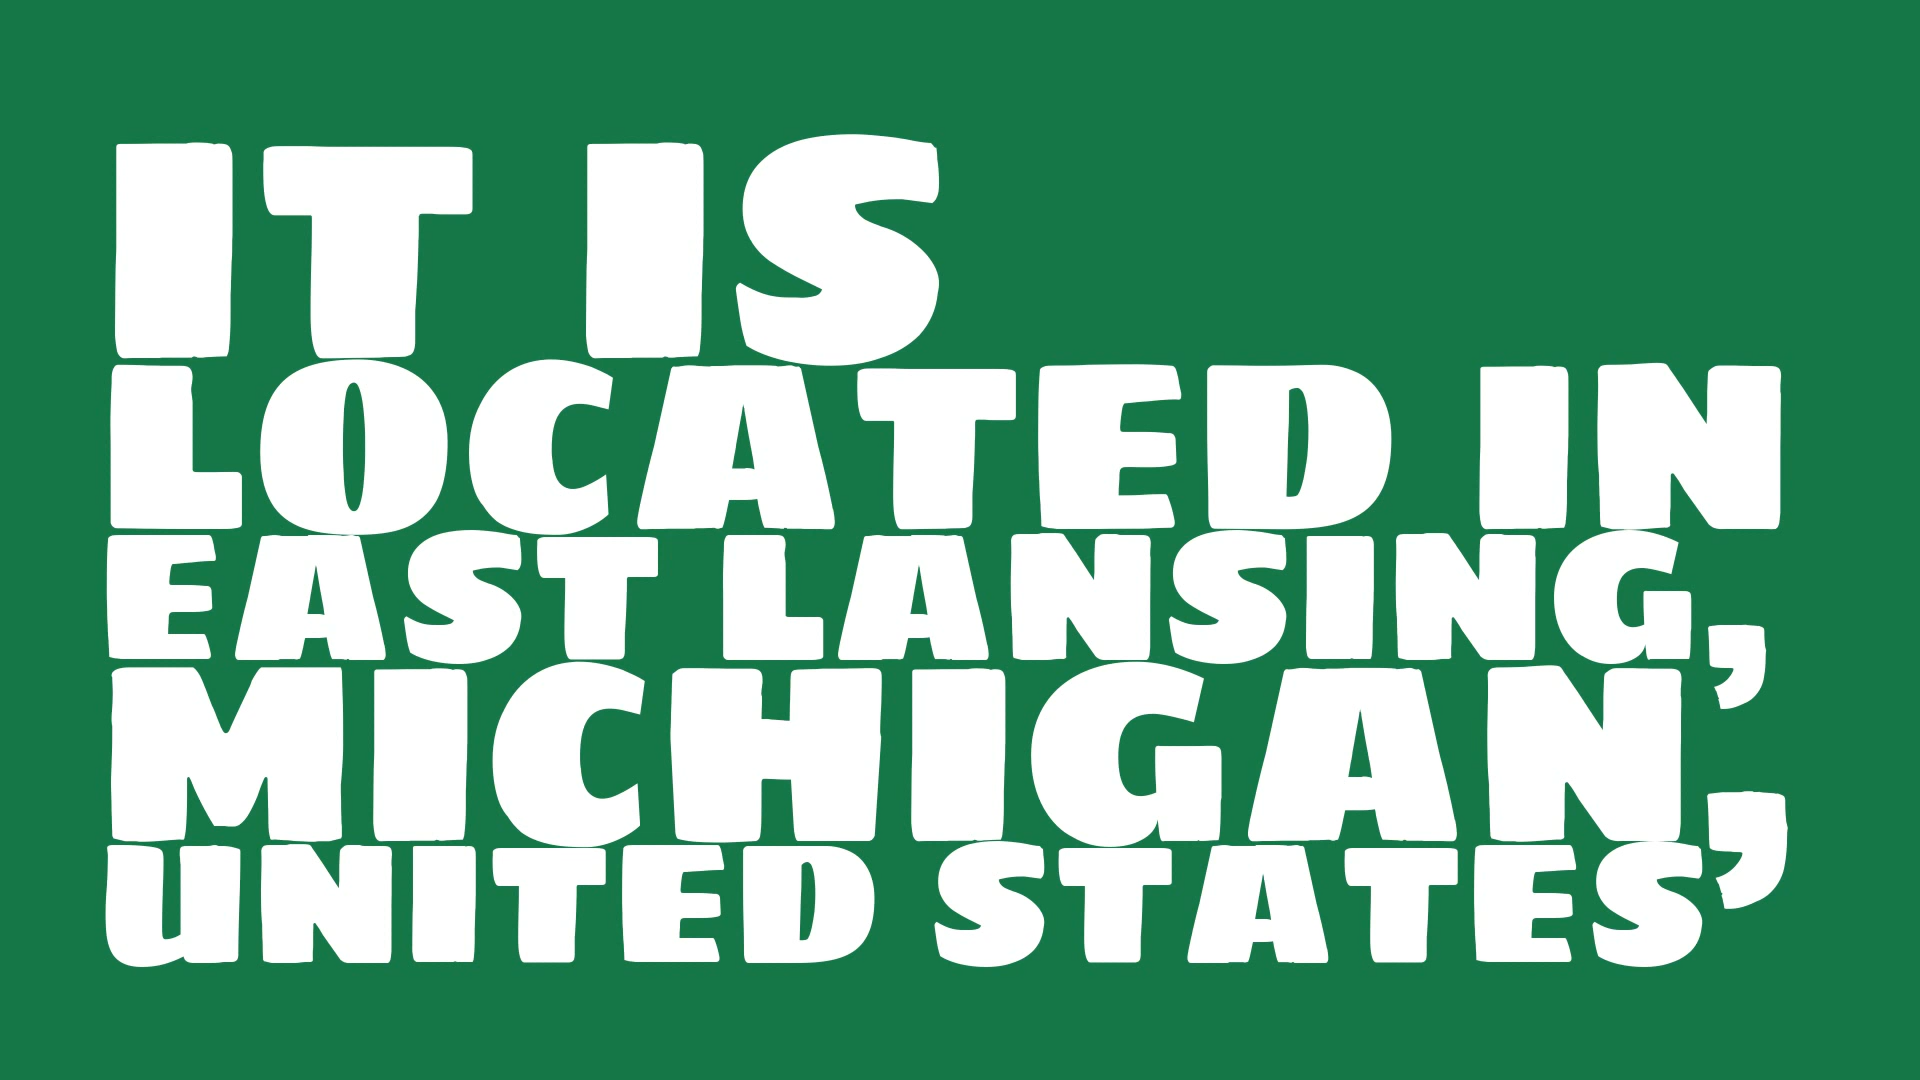 IT IS
LOCATED IN
EAST LANSING,
MICHIGAN,
UNITED STATES